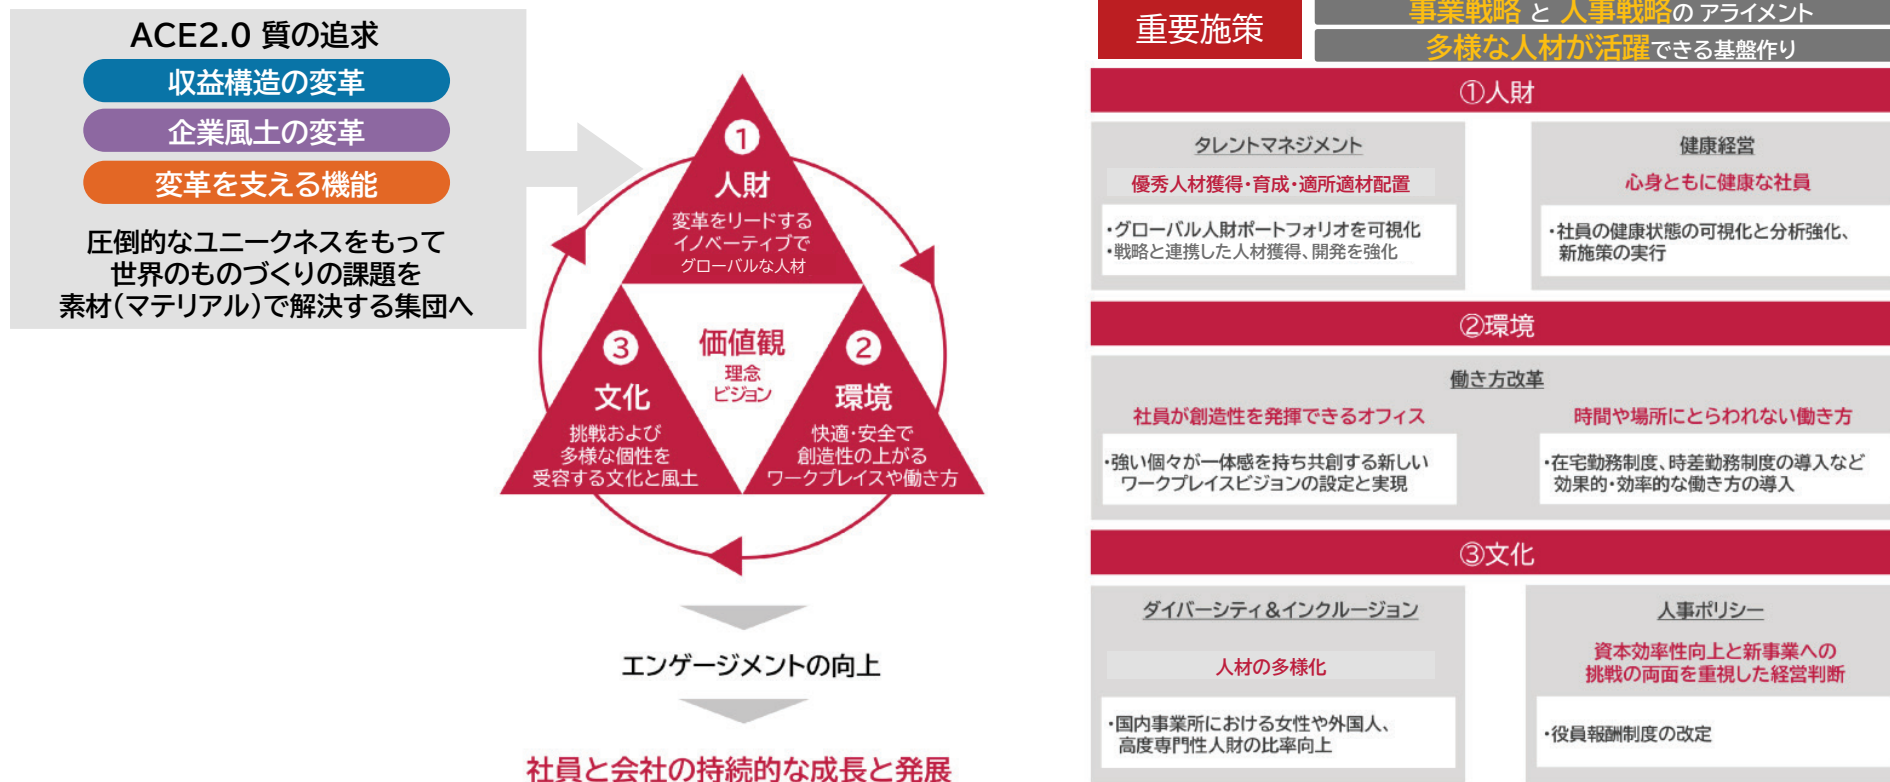 ACE2.0 質の追求
収益構造の変革
企業風土の変革
変革を支える機能
圧倒的なユニークネスをもって
世界のものづくりの課題を
素材(マテリアル)で解決する集団へ
1
人財
変革をリードする
イノベーティブで
グローバルな人材
3
文化
挑戦および
多様な個性を
受容する文化と風土
価値観
理念
ビジョン
2
環境
快適・安全で
創造性の上がる
ワークプレイスや働き方
エンゲージメントの向上
社員と会社の持続的な成長と発展
重要施策
事業戦略 と 人事戦略の アライメント
多様な人材が活躍できる基盤作り
①人財
タレントマネジメント
優秀人材獲得・育成・適所適材配置
・グローバル人財ポートフォリオを可視化
・戦略と連携した人材獲得、開発を強化
健康経営
心身ともに健康な社員
・社員の健康状態の可視化と分析強化、
新施策の実行
②環境
働き方改革
社員が創造性を発揮できるオフィス
・強い個々が一体感を持ち共創する新しい
ワークプレイスビジョンの設定と実現
時間や場所にとらわれない働き方
・在宅勤務制度、時差勤務制度の導入など
効果的・効率的な働き方の導入
③文化
ダイバーシティ＆インクルージョン
人材の多様化
・国内事業所における女性や外国人、
高度専門性人財の比率向上
人事ポリシー
資本効率性向上と新事業への
挑戦の両面を重視した経営判断
・役員報酬制度の改定